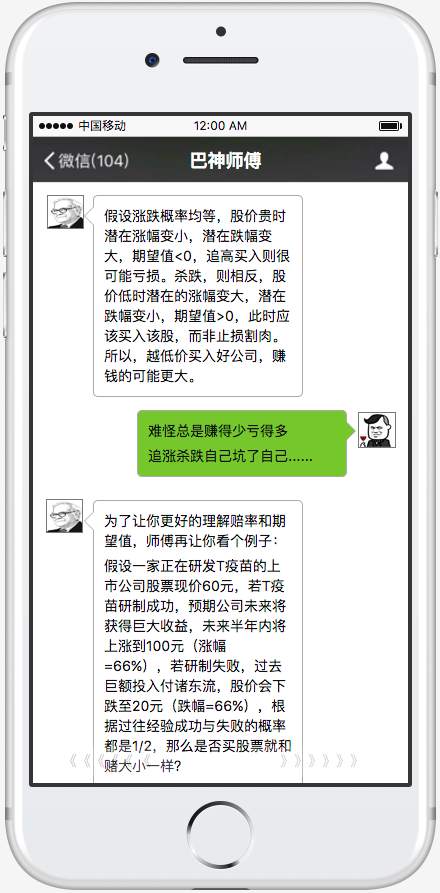 中国移动 12:00 AM
微信(104) 巴神师傅
假设涨跌概率均等，股价贵时
潜在涨幅变小，潜在跌幅变
大，期望值<0，追高买入则很
可能亏损。杀跌，则相反，股
价低时潜在的涨幅变大，潜在
跌幅变小，期望值>0，此时应
该买入该股，而非止损割肉。
所以，越低价买入好公司，赚
钱的可能更大。
难怪总是赚得少亏得多
追涨杀跌自己坑了自己......
为了让你更好的理解赔率和期
望值，师傅再让你看个例子：
假设一家正在研发T疫苗的上
市公司股票现价60元，若T疫
苗研制成功，预期公司未来将
获得巨大收益，未来半年内将
上涨到100元（涨幅
=66%），若研制失败，过去
巨额投入付诸东流，股价会下
跌至20元（跌幅=66%），根
据过往经验成功与失败的概率
都是1/2，那么是否买股票就和
赌大小一样?
《《《《《《 》》》》》》